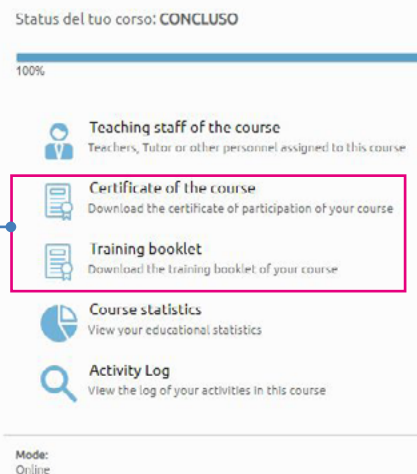 Status del tuo corso: CONCLUSO
100%
Teaching staff of the course
Teachers, Tutor or other personnel assigned to this course
Certificate of the course
Download the certificate of participation of your course
Training booklet
Download the training booklet of your course
Course statistics
View your educational statistics
Activity Log
View the log of your activities in this course
Mode:
Online